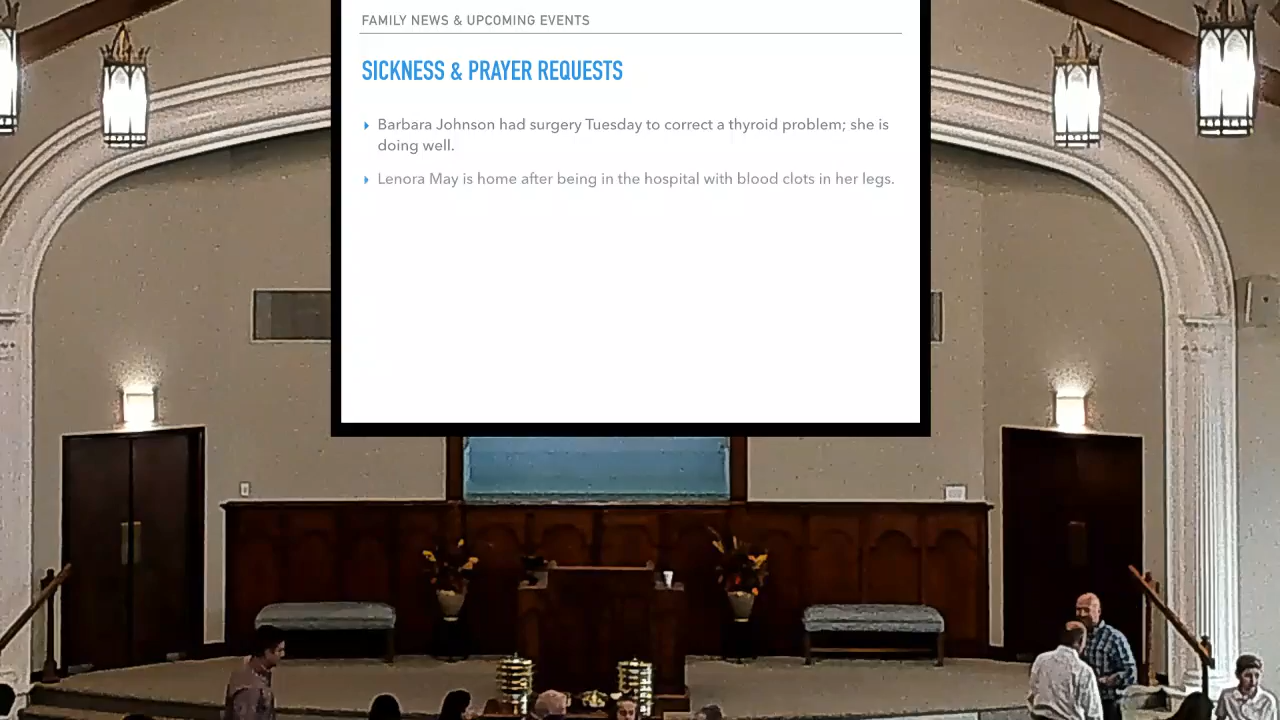 FAMILY NEWS & UPCOMING EVENTS
SICKNESS & PRAYER REQUESTS
Barbara Johnson had surgery Tuesday to correct a thyroid problem; she is
doing well.
Lenora May is home after being in the hospital with blood clots in her legs.